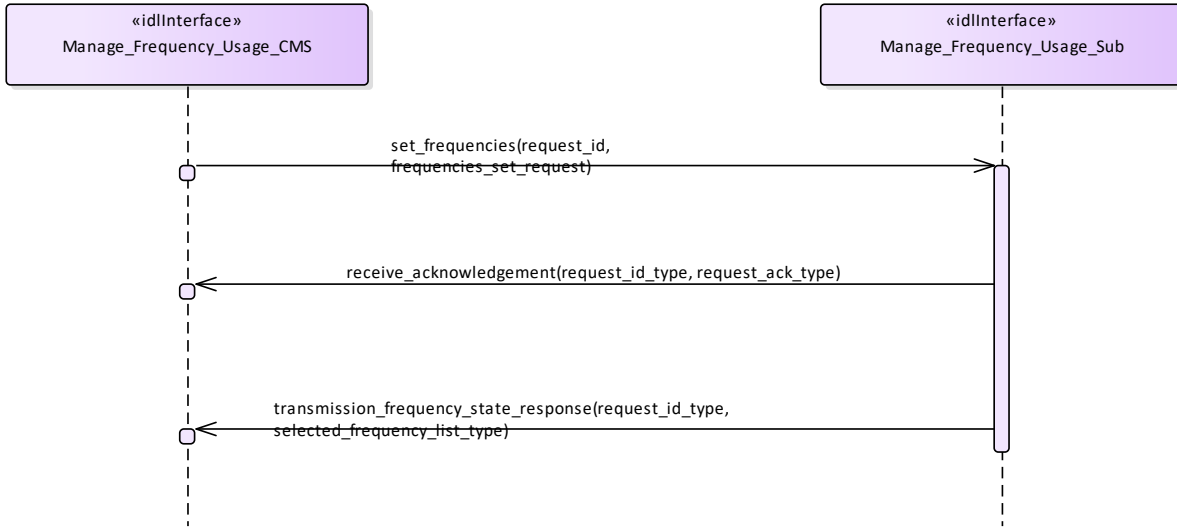 «idlInterface»
Manage_Frequency_Usage_CMS
«idlInterface»
Manage_Frequency_Usage_Sub
set_frequencies(request_id,
frequencies_set_request)
receive_acknowledgement(request_id_type, request_ack_type)
transmission_frequency_state_response(request_id_type,
selected_frequency_list_type)